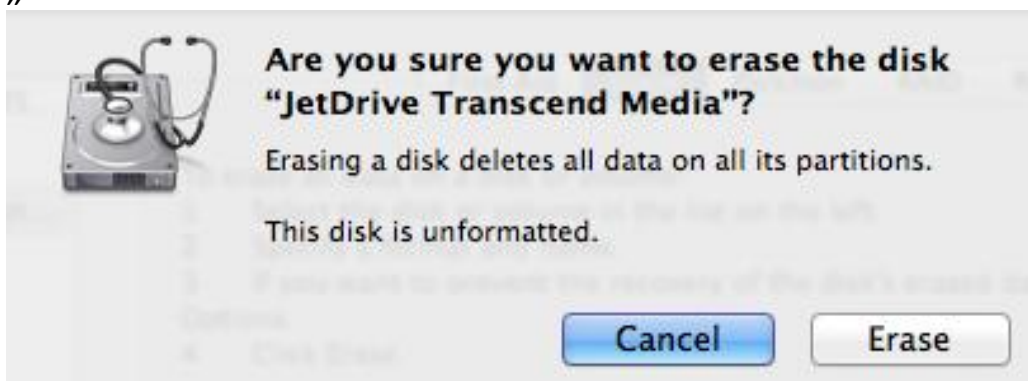 Are you sure you want to erase the disk
“JetDrive Transcend Media”?
Erasing a disk deletes all data on all its partitions.
This disk is unformatted.
Cancel Erase